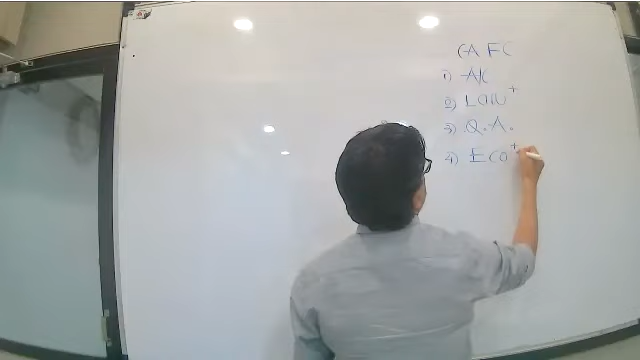 CA FC
1) A/C
2) LAW+
3) Q.A.
4) ECO+